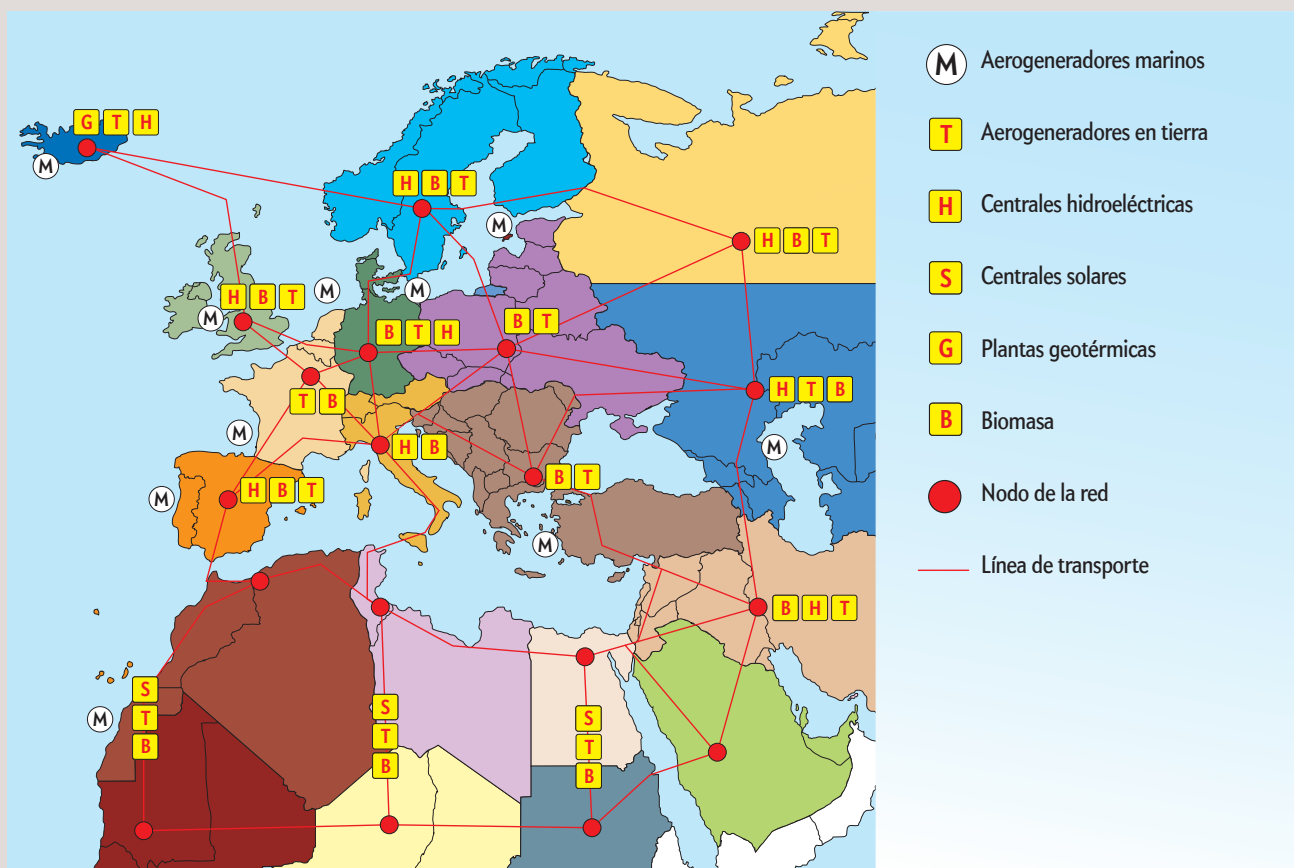 G T H
M
H B T
M
H B T
H B T
M
M
M
B T H
B T
T B
H T B
M
H B
M
H B T
B T
M
M
B H T
S
T
B
M
S
T
B
S
T
B
M Aerogeneradores marinos
T Aerogeneradores en tierra
H Centrales hidroeléctricas
S Centrales solares
G Plantas geotérmicas
B Biomasa
Nodo de la red
Línea de transporte